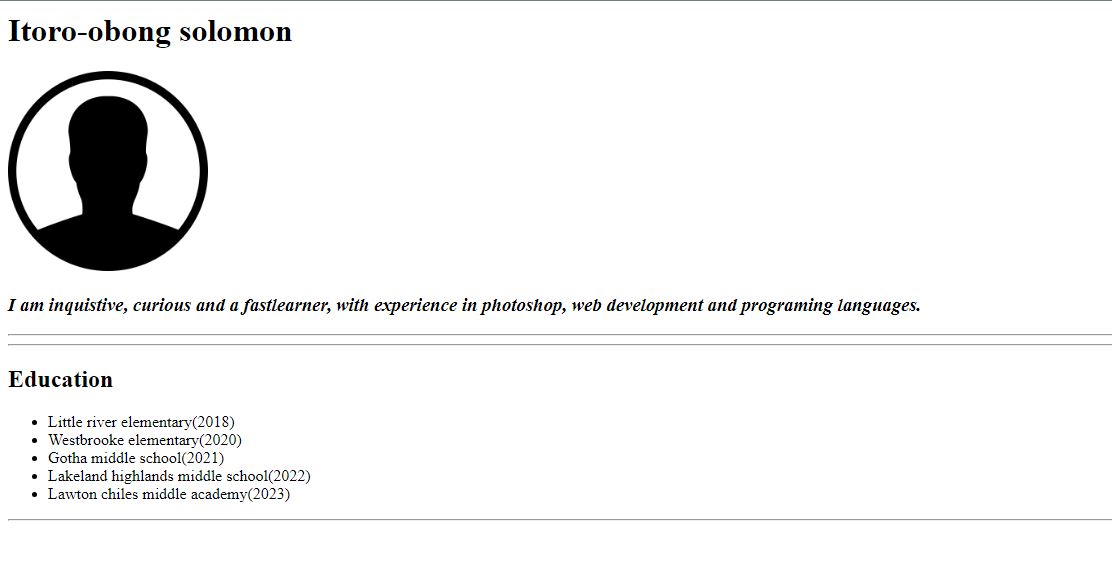 Itoro-obong solomon
I am inquistive, curious and a fastlearner, with experience in photoshop, web development and programing languages.
Education
Little river elementary(2018)
Westbrooke elementary(2020)
Gotha middle school(2021)
Lakeland highlands middle school(2022)
Lawton chiles middle academy(2023)